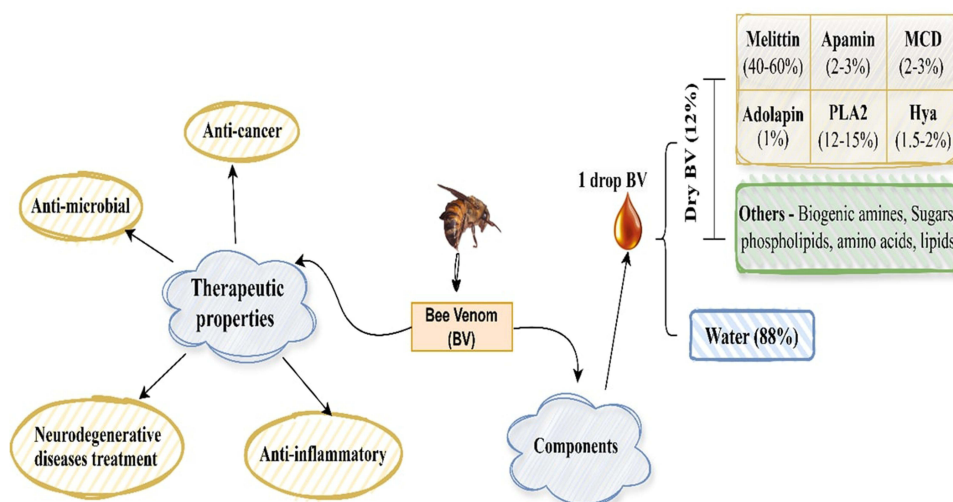 Anti-cancer
Anti-microbial
Therapeutic
properties
Neurodegenerative
diseases treatment
Anti-inflammatory
Bee Venom
(BV)
Components
1 drop BV
Dry BV (12%)
Melittin
(40-60%)
Apamin
(2-3%)
MCD
(2-3%)
Adolapin
(1%)
PLA2
(12-15%)
Hya
(1.5-2%)
Others - Biogenic amines, Sugars
phospholipids, amino acids, lipids
Water (88%)